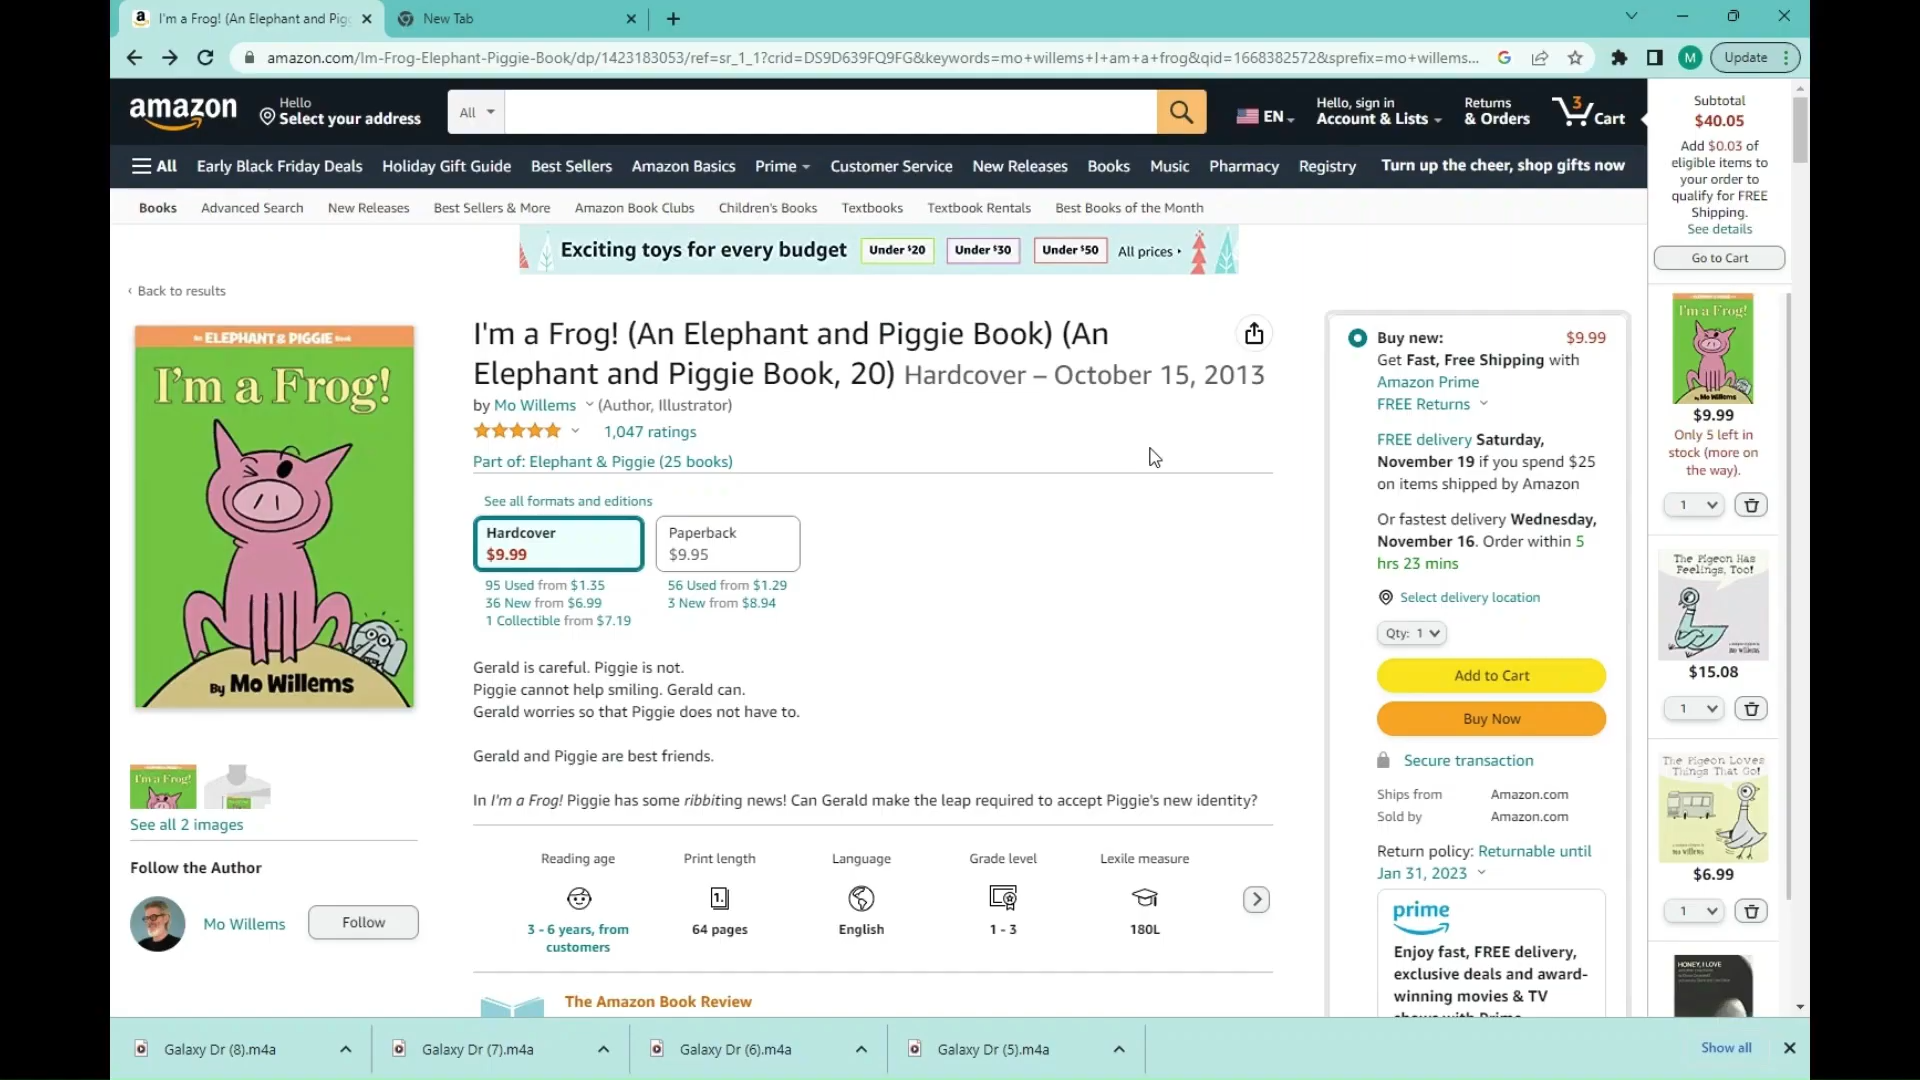 I'm a Frog! (An Elephant and Pig
New Tab
amazon.com/Im-Frog-Elephant-Piggie-Book/dp/1423183053/ref=sr_1_1?crid=DS9D639FQ9FG&keywords=mo+willems+I+am+a+frog&qid=1668382572&sprefix=mo+willems...
M
Update
amazon
Hello
Select your address
All
EN
Hello, sign in
Account & Lists
Returns
& Orders
3
Cart
All
Early Black Friday Deals
Holiday Gift Guide
Best Sellers
Amazon Basics
Prime
Customer Service
New Releases
Books
Music
Pharmacy
Registry
Turn up the cheer, shop gifts now
Books
Advanced Search
New Releases
Best Sellers & More
Amazon Book Clubs
Children's Books
Textbooks
Textbook Rentals
Best Books of the Month
Exciting toys for every budget
Under $20
Under $30
Under $50
All prices ›
‹ Back to results
An ELEPHANT & PIGGIE Book
I'm a Frog!
By Mo Willems
I'm a Frog!
See all 2 images
Follow the Author
Mo Willems
Follow
I'm a Frog! (An Elephant and Piggie Book) (An
Elephant and Piggie Book, 20) Hardcover – October 15, 2013
by Mo Willems (Author, Illustrator)
1,047 ratings
Part of: Elephant & Piggie (25 books)
See all formats and editions
Hardcover
$9.99
Paperback
$9.95
95 Used from $1.35
36 New from $6.99
1 Collectible from $7.19
56 Used from $1.29
3 New from $8.94
Gerald is careful. Piggie is not.
Piggie cannot help smiling. Gerald can.
Gerald worries so that Piggie does not have to.
Gerald and Piggie are best friends.
In I'm a Frog! Piggie has some ribbiting news! Can Gerald make the leap required to accept Piggie's new identity?
Reading age
3 - 6 years, from
customers
Print length
1.
64 pages
Language
English
Grade level
1 - 3
Lexile measure
180L
The Amazon Book Review
Buy new:
$9.99
Get Fast, Free Shipping with
Amazon Prime
FREE Returns
FREE delivery Saturday,
November 19 if you spend $25
on items shipped by Amazon
Or fastest delivery Wednesday,
November 16. Order within 5
hrs 23 mins
Select delivery location
Qty: 1
Add to Cart
Buy Now
Secure transaction
Ships from
Amazon.com
Sold by
Amazon.com
Return policy: Returnable until
Jan 31, 2023
prime
Enjoy fast, FREE delivery,
exclusive deals and award-
winning movies & TV
shows with Prime
Subtotal
$40.05
Add $0.03 of
eligible items to
your order to
qualify for FREE
Shipping.
See details
Go to Cart
I'm a Frog!
By Mo Willems
$9.99
Only 5 left in
stock (more on
the way).
1
The Pigeon Has
Feelings, Too!
mo willems
$15.08
1
The Pigeon Loves
Things That Go!
mo willems
$6.99
1
HONEY, I LOVE
Galaxy Dr (8).m4a
Galaxy Dr (7).m4a
Galaxy Dr (6).m4a
Galaxy Dr (5).m4a
Show all